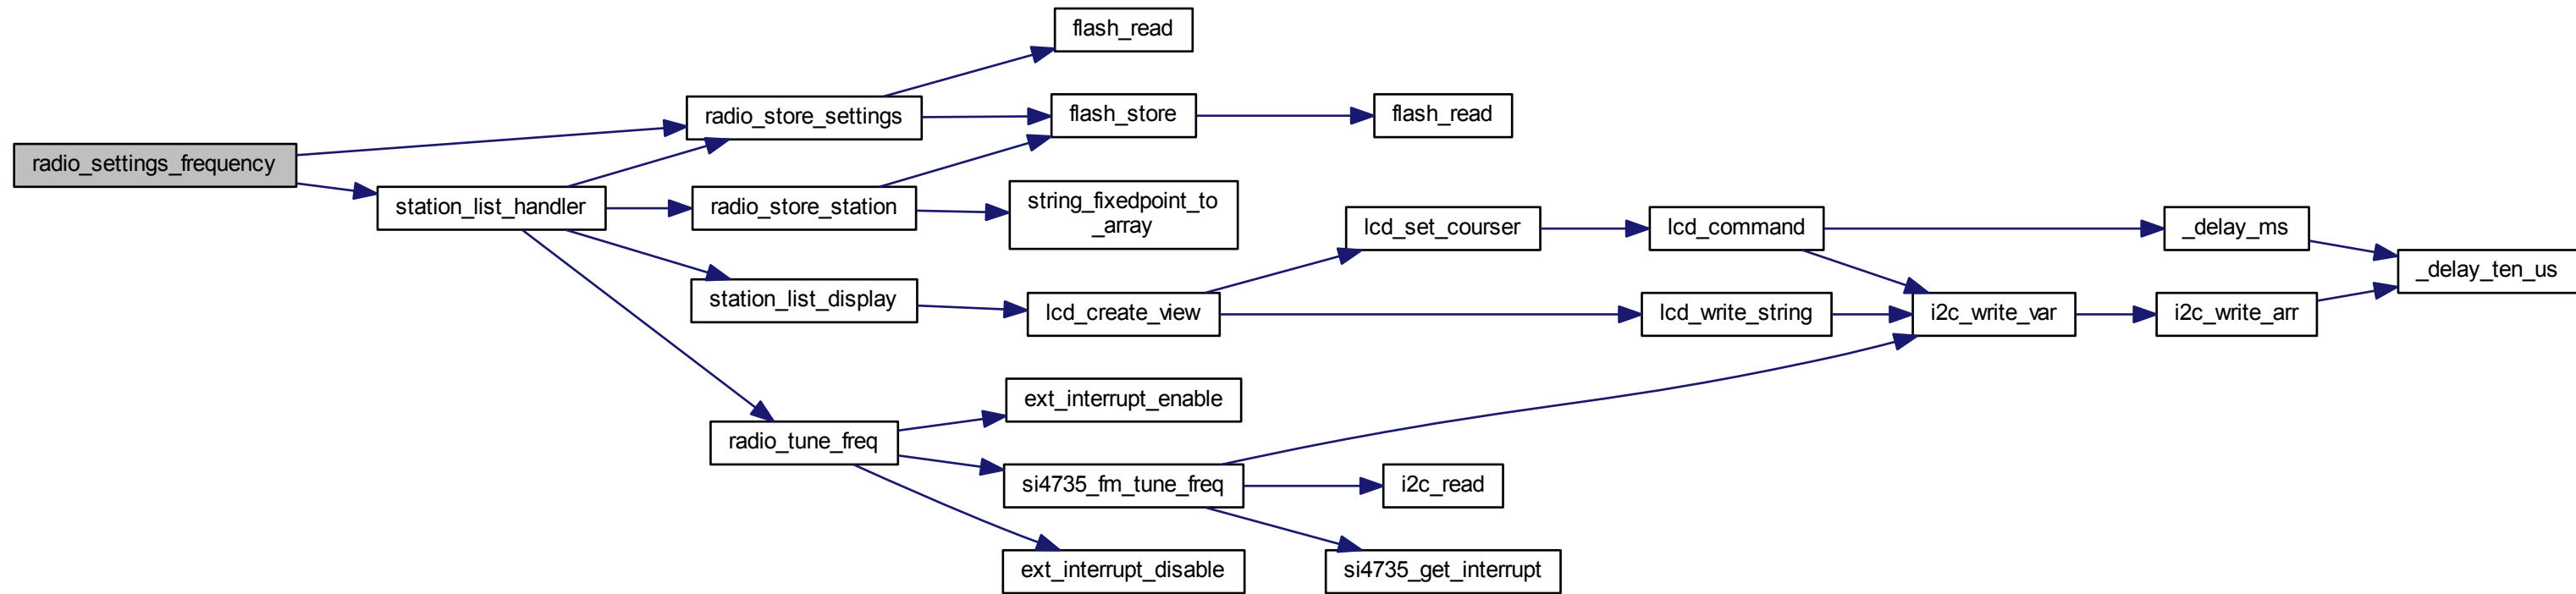 flash_read
radio_store_settings
flash_store
flash_read
radio_settings_frequency
station_list_handler
radio_store_station
string_fixedpoint_to
_array
lcd_set_courser
lcd_command
_delay_ms
_delay_ten_us
station_list_display
lcd_create_view
lcd_write_string
i2c_write_var
i2c_write_arr
ext_interrupt_enable
radio_tune_freq
si4735_fm_tune_freq
i2c_read
ext_interrupt_disable
si4735_get_interrupt